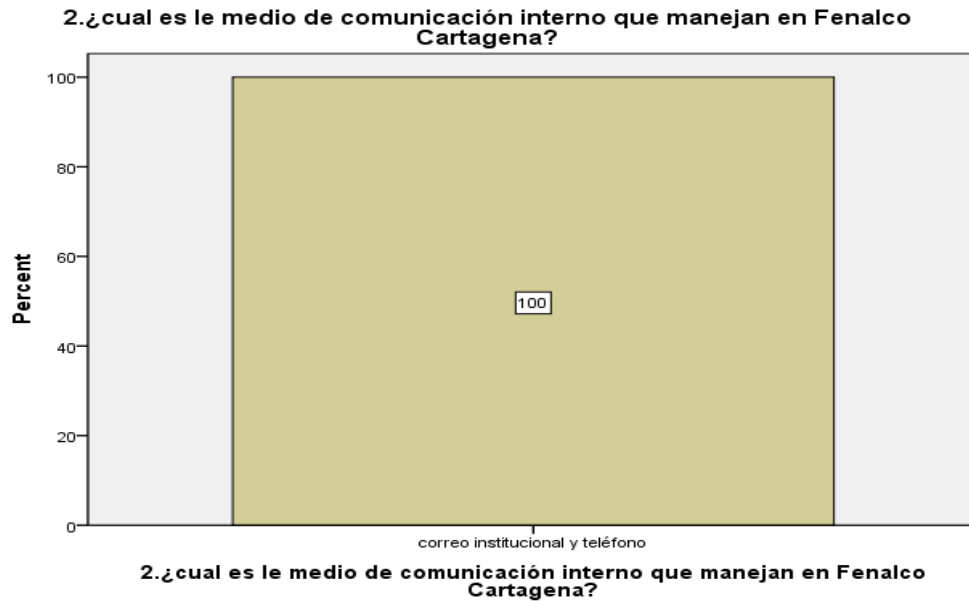 2.¿cual es le medio de comunicación interno que manejan en Fenalco
Cartagena?
100
80
60
40
20
0
Percent
100
correo institucional y teléfono
2.¿cual es le medio de comunicación interno que manejan en Fenalco
Cartagena?